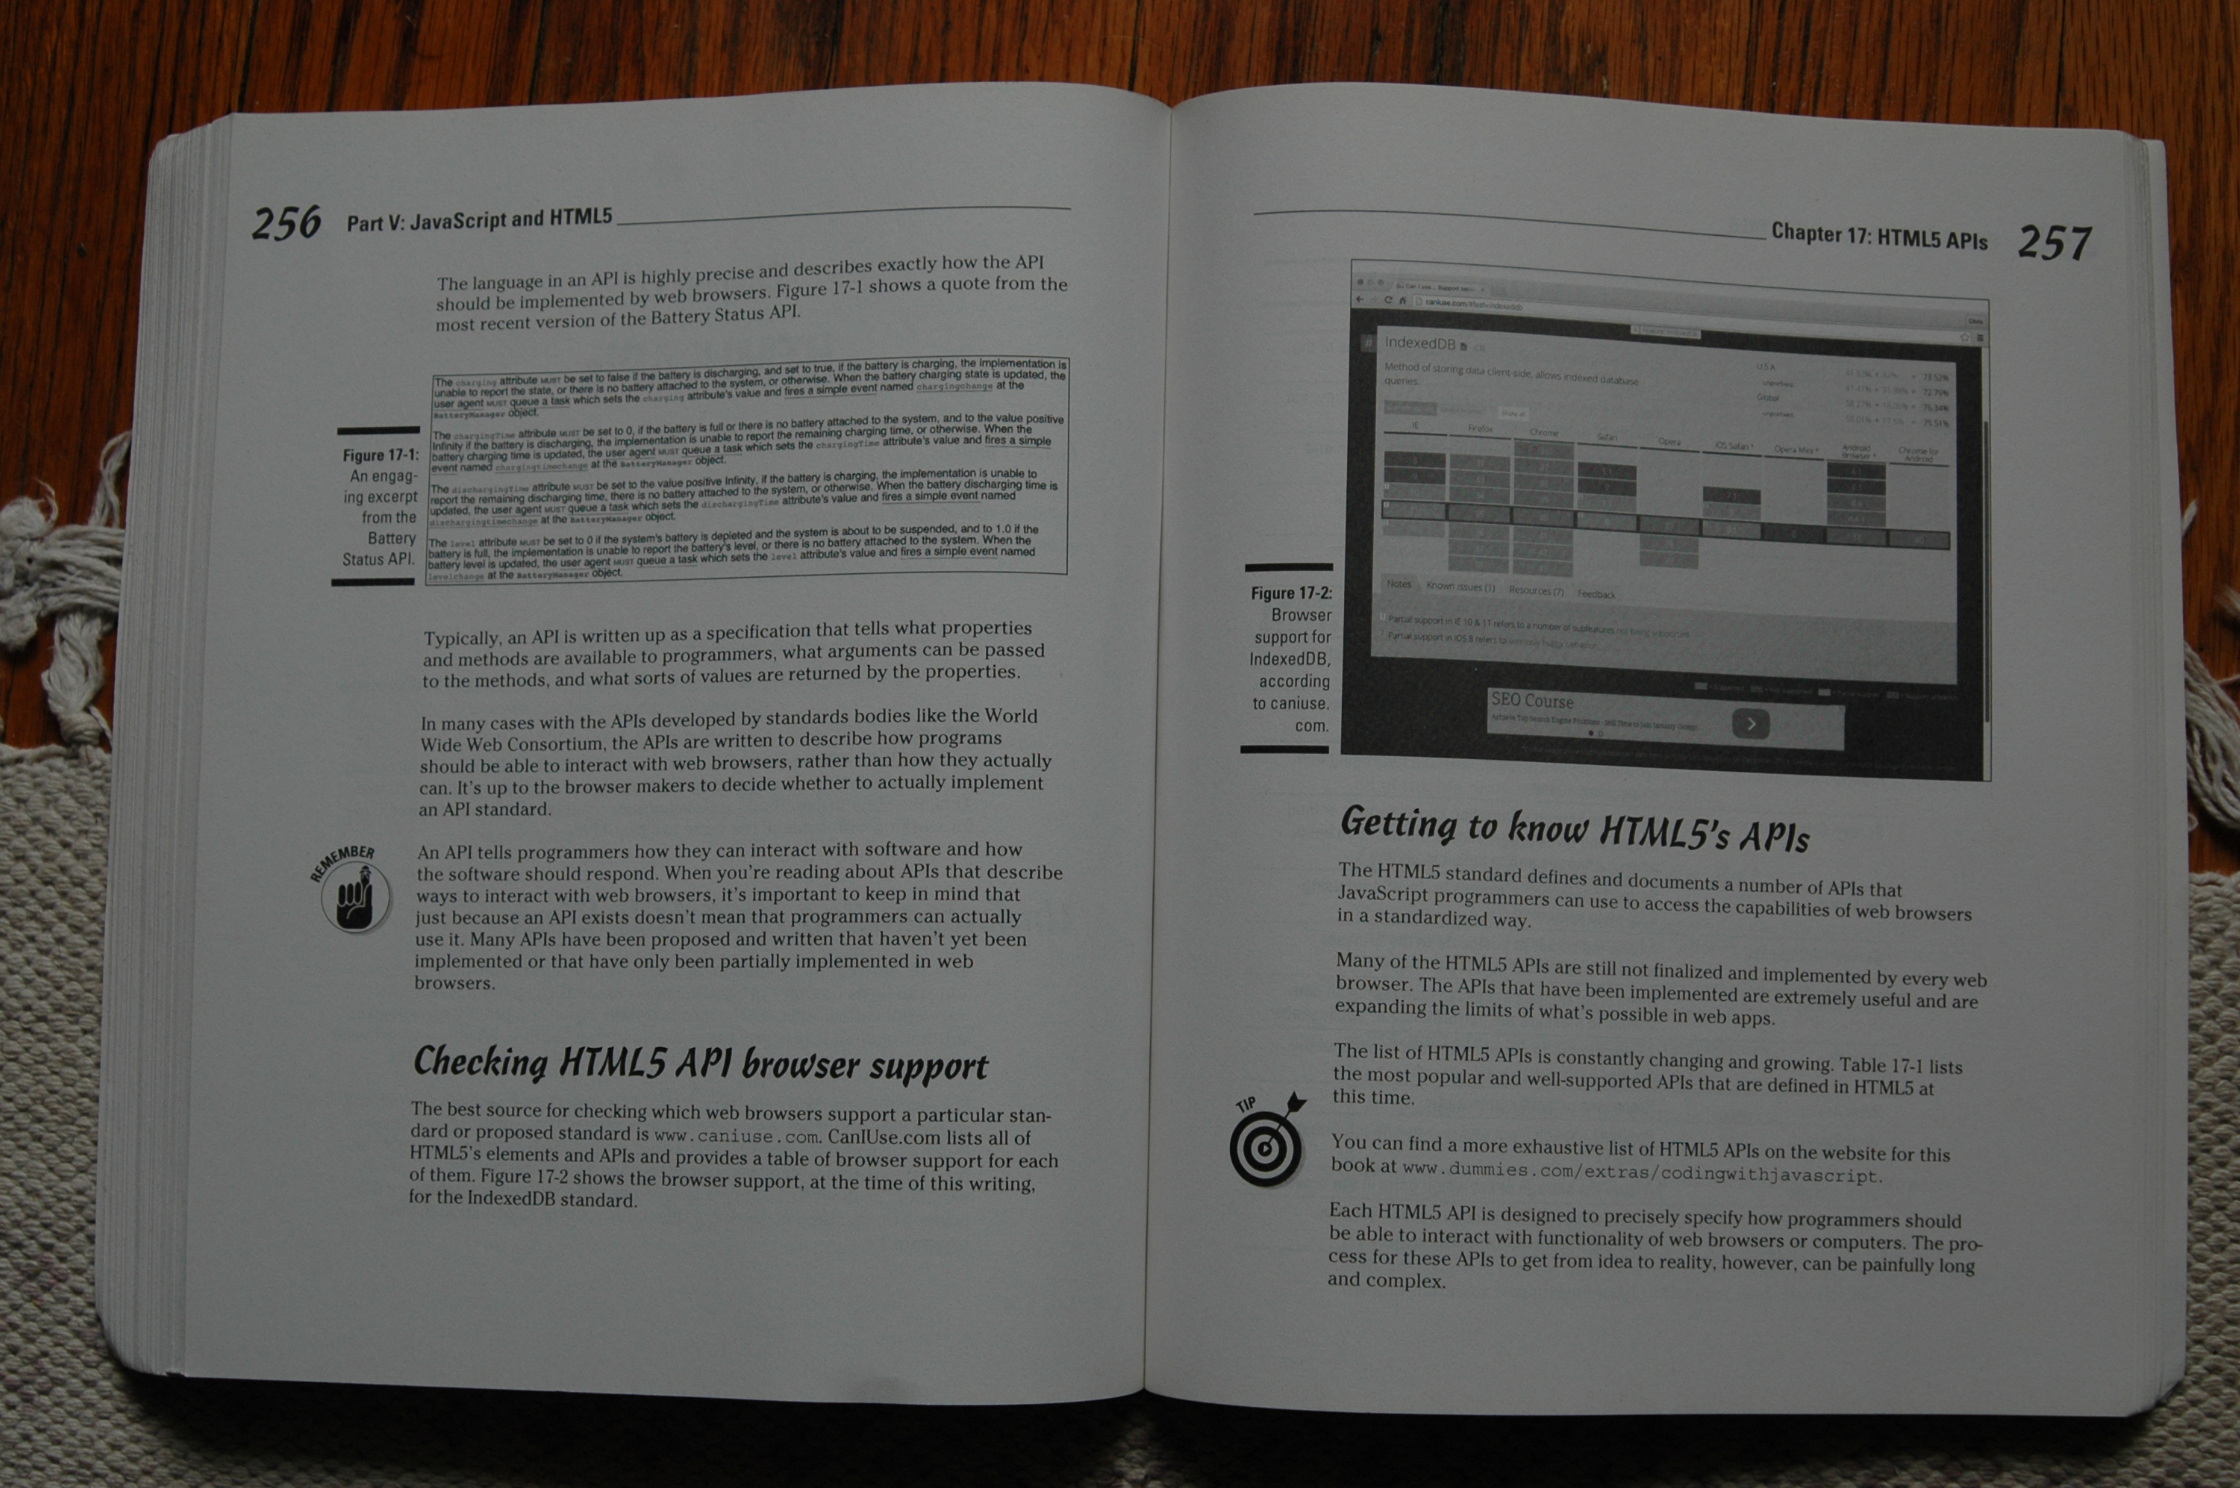 256 Part V: JavaScript and HTML5
The language in an API is highly precise and describes exactly how the API
should be implemented by web browsers. Figure 17-1 shows a quote from the
most recent version of the Battery Status API.
The charging attribute MUST be set to false if the battery is discharging, and set to true, if the battery is charging, the implementation is
unable to report the state, or there is no battery attached to the system, or otherwise. When the battery charging state is updated, the
user agent MUST queue a task which sets the charging attribute's value and fires a simple event named chargingchange at the
BatteryManager object.
The chargingTime attribute MUST be set to 0, if the battery is full or there is no battery attached to the system, and to the value positive
Infinity if the battery is discharging, the implementation is unable to report the remaining charging time, or otherwise. When the
battery charging time is updated, the user agent MUST queue a task which sets the chargingTime attribute's value and fires a simple
event named chargingtimechange at the BatteryManager object.
The dischargingTime attribute MUST be set to the value positive Infinity, if the battery is charging, the implementation is unable to
report the remaining discharging time, there is no battery attached to the system, or otherwise. When the battery discharging time is
updated, the user agent MUST queue a task which sets the dischargingTime attribute's value and fires a simple event named
dischargingtimechange at the BatteryManager object.
The level attribute MUST be set to 0 if the system's battery is depleted and the system is about to be suspended, and to 1.0 if the
battery is full, the implementation is unable to report the battery's level, or there is no battery attached to the system. When the
battery level is updated, the user agent MUST queue a task which sets the level attribute's value and fires a simple event named
levelchange at the BatteryManager object.
Figure 17-1:
An engag-
ing excerpt
from the
Battery
Status API.
Typically, an API is written up as a specification that tells what properties
and methods are available to programmers, what arguments can be passed
to the methods, and what sorts of values are returned by the properties.
In many cases with the APIs developed by standards bodies like the World
Wide Web Consortium, the APIs are written to describe how programs
should be able to interact with web browsers, rather than how they actually
can. It's up to the browser makers to decide whether to actually implement
an API standard.
REMEMBER
An API tells programmers how they can interact with software and how
the software should respond. When you're reading about APIs that describe
ways to interact with web browsers, it's important to keep in mind that
just because an API exists doesn't mean that programmers can actually
use it. Many APIs have been proposed and written that haven't yet been
implemented or that have only been partially implemented in web
browsers.
Checking HTML5 API browser support
The best source for checking which web browsers support a particular stan-
dard or proposed standard is www.caniuse.com. CanIUse.com lists all of
HTML5's elements and APIs and provides a table of browser support for each
of them. Figure 17-2 shows the browser support, at the time of this writing,
for the IndexedDB standard.
Chapter 17: HTML5 APIs 257
# IndexedDB
Method of storing data client-side, allows indexed database
queries.
U.S.A.
Global
IE Firefox Chrome Safari Opera iOS Safari Opera Mini Android Chrome for Android
Notes Known issues (1) Resources (7) Feedback
SEO Course
Figure 17-2:
Browser
support for
IndexedDB,
according
to caniuse.
com.
Getting to know HTML5's APIs
The HTML5 standard defines and documents a number of APIs that
JavaScript programmers can use to access the capabilities of web browsers
in a standardized way.
Many of the HTML5 APIs are still not finalized and implemented by every web
browser. The APIs that have been implemented are extremely useful and are
expanding the limits of what's possible in web apps.
The list of HTML5 APIs is constantly changing and growing. Table 17-1 lists
the most popular and well-supported APIs that are defined in HTML5 at
this time.
TIP
You can find a more exhaustive list of HTML5 APIs on the website for this
book at www.dummies.com/extras/codingwithjavascript.
Each HTML5 API is designed to precisely specify how programmers should
be able to interact with functionality of web browsers or computers. The pro-
cess for these APIs to get from idea to reality, however, can be painfully long
and complex.